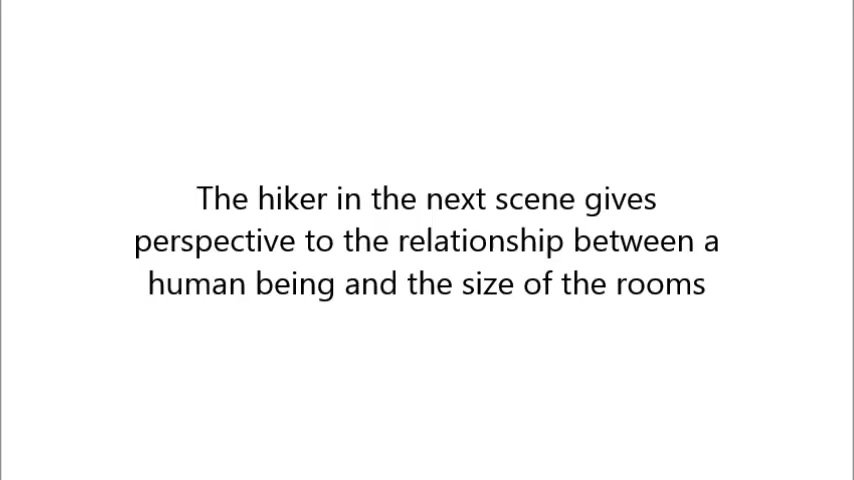 The hiker in the next scene gives
perspective to the relationship between a
human being and the size of the rooms